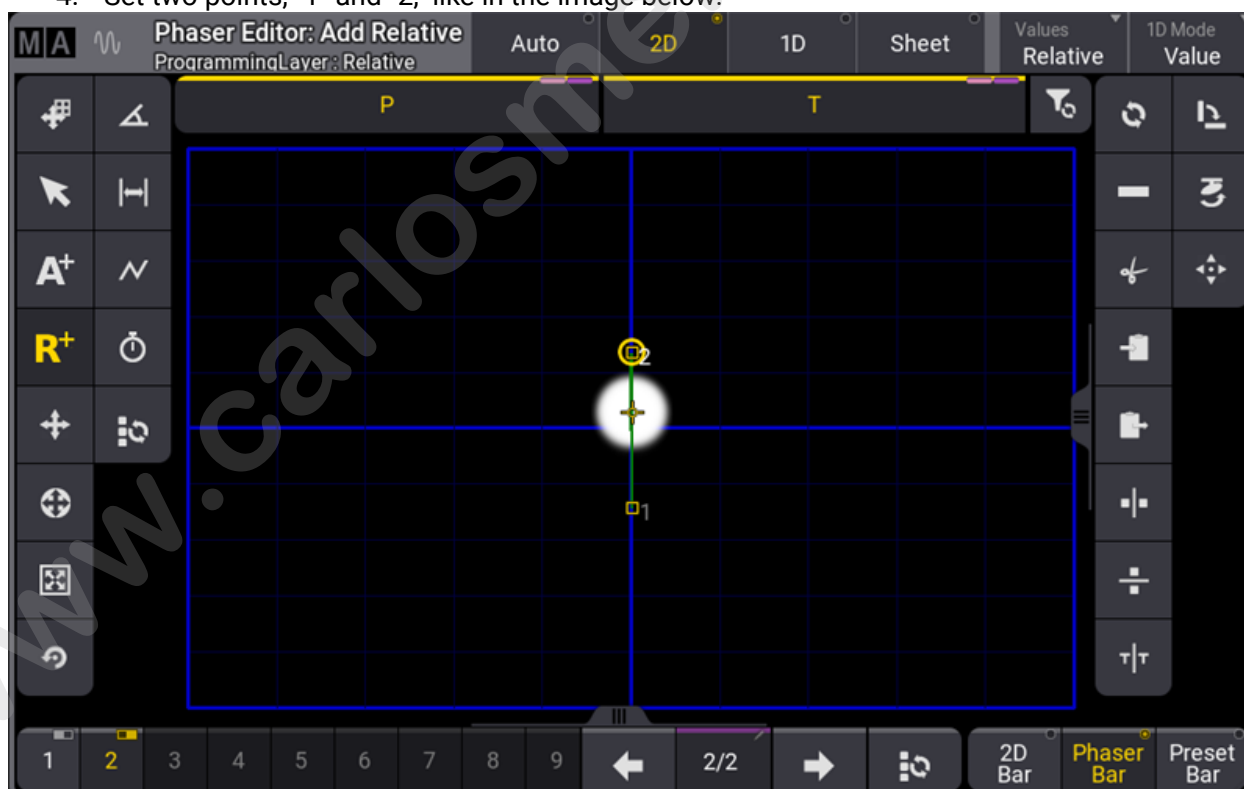 4. Set two points, "1" and "2," like in the image below:
MA Phaser Editor: Add Relative
ProgrammingLayer : Relative
Auto 2D 1D Sheet
Values
Relative
1D Mode
Value
P T
A+
R+
2
1
T|T
1 2 3 4 5 6 7 8 9 2/2
2D
Bar
Phaser
Bar
Preset
Bar
www.carlosme